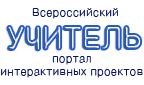 Всероссийский
УЧИТЕЛЬ
портал
интерактивных проектов